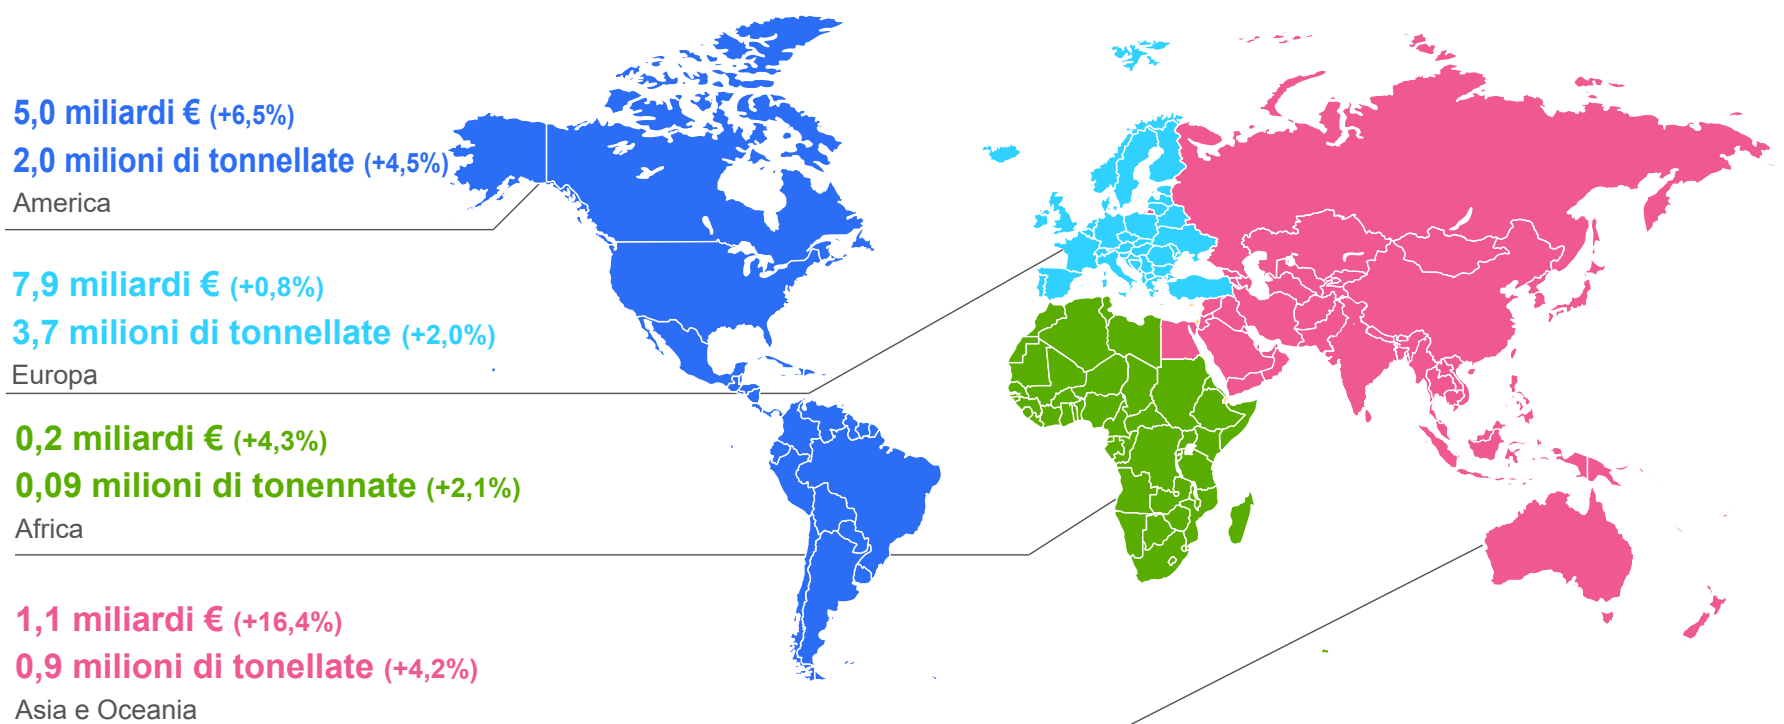 5,0 miliardi € (+6,5%)
2,0 milioni di tonnellate (+4,5%)
America
7,9 miliardi € (+0,8%)
3,7 milioni di tonnellate (+2,0%)
Europa
0,2 miliardi € (+4,3%)
0,09 milioni di tonennate (+2,1%)
Africa
1,1 miliardi € (+16,4%)
0,9 milioni di tonellate (+4,2%)
Asia e Oceania